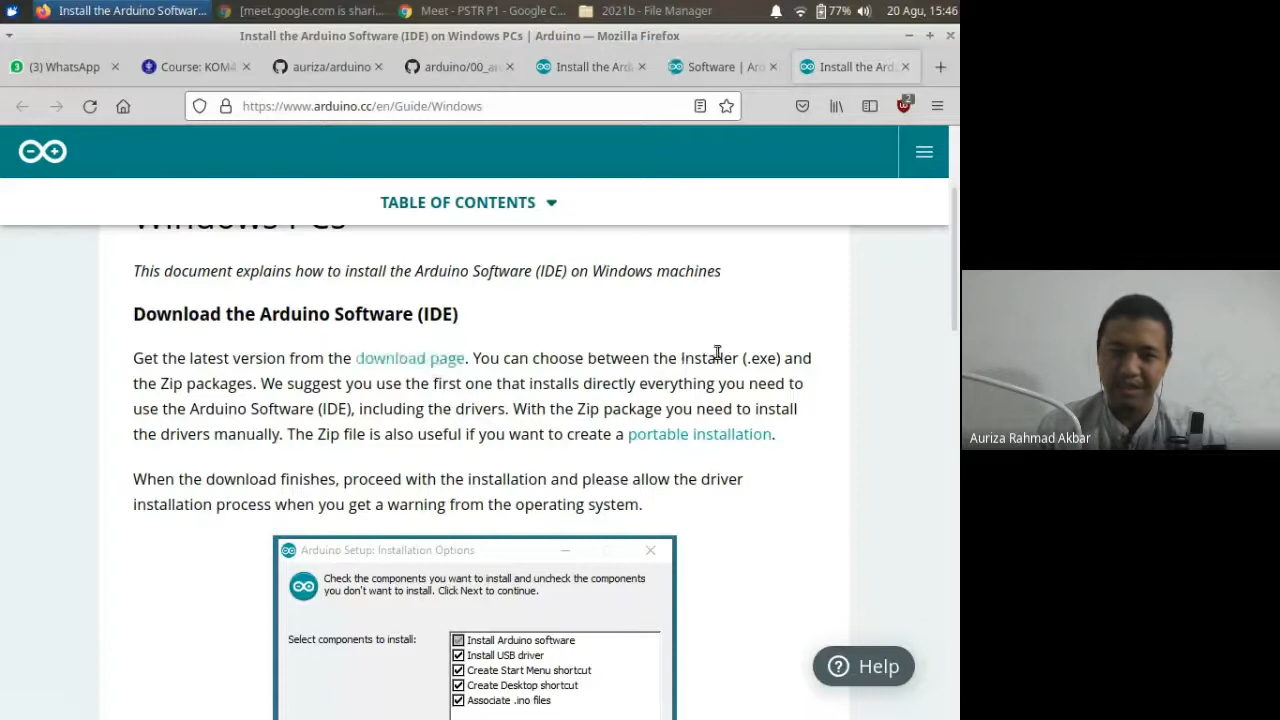 Install the Arduino Softwar...
[meet.google.com is shari...
Meet - PSTR P1 - Google C...
2021b - File Manager
77%
20 Agu, 15:46
Install the Arduino Software (IDE) on Windows PCs | Arduino — Mozilla Firefox
(3) WhatsApp
Course: KOM4
auriza/arduino
arduino/00_ar
Install the Ard
Software | Ardu
Install the Ard
https://www.arduino.cc/en/Guide/Windows
2
TABLE OF CONTENTS
Windows PCs
This document explains how to install the Arduino Software (IDE) on Windows machines
Download the Arduino Software (IDE)
Get the latest version from the download page. You can choose between the Installer (.exe) and
the Zip packages. We suggest you use the first one that installs directly everything you need to
use the Arduino Software (IDE), including the drivers. With the Zip package you need to install
the drivers manually. The Zip file is also useful if you want to create a portable installation.
When the download finishes, proceed with the installation and please allow the driver
installation process when you get a warning from the operating system.
Arduino Setup: Installation Options
Check the components you want to install and uncheck the components
you don't want to install. Click Next to continue.
Select components to install:
Install Arduino software
Install USB driver
Create Start Menu shortcut
Create Desktop shortcut
Associate .ino files
Help
Auriza Rahmad Akbar